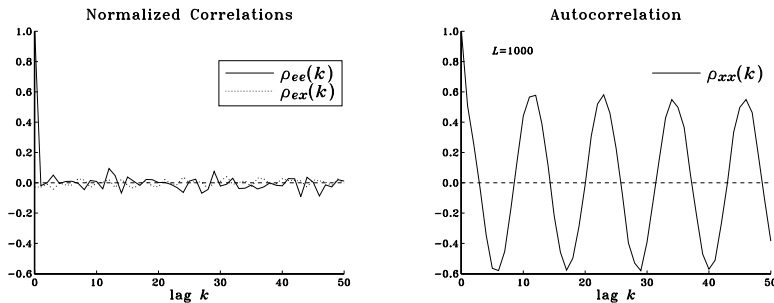 Normalized Correlations
1.0
0.8
0.6
0.4
0.2
0.0
−0.2
−0.4
−0.6
0 10 20 30 40 50
lag k
ρee(k)
ρex(k)
Autocorrelation
1.0
0.8
0.6
0.4
0.2
0.0
−0.2
−0.4
−0.6
0 10 20 30 40 50
lag k
L=1000
ρxx(k)